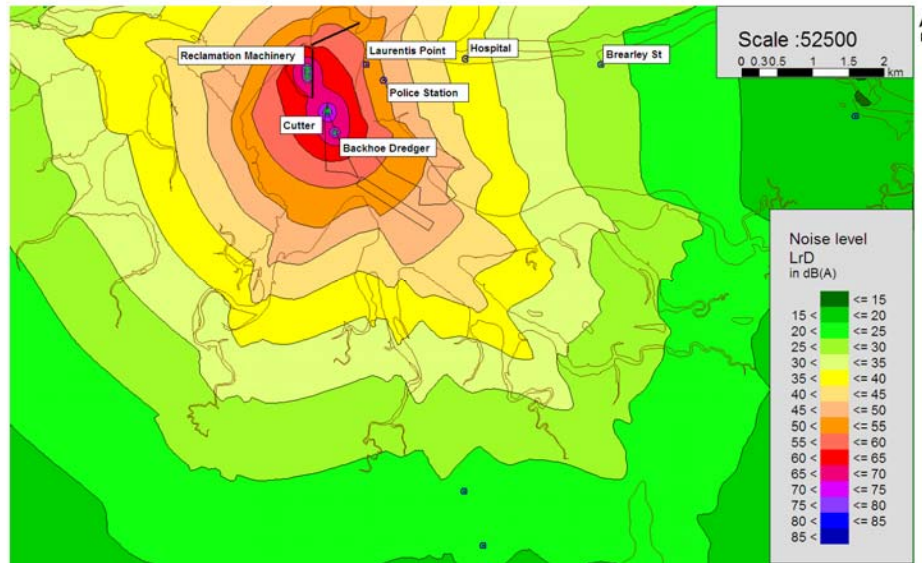 Scale :52500
0 0.3 0.5 1 1.5 2
km
Reclamation Machinery
Laurentis Point
Hospital
Brearley St
Police Station
Cutter
Backhoe Dredger
Noise level
LrD
in dB(A)
<= 15
15 < <= 20
20 < <= 25
25 < <= 30
30 < <= 35
35 < <= 40
40 < <= 45
45 < <= 50
50 < <= 55
55 < <= 60
60 < <= 65
65 < <= 70
70 < <= 75
75 < <= 80
80 < <= 85
85 <